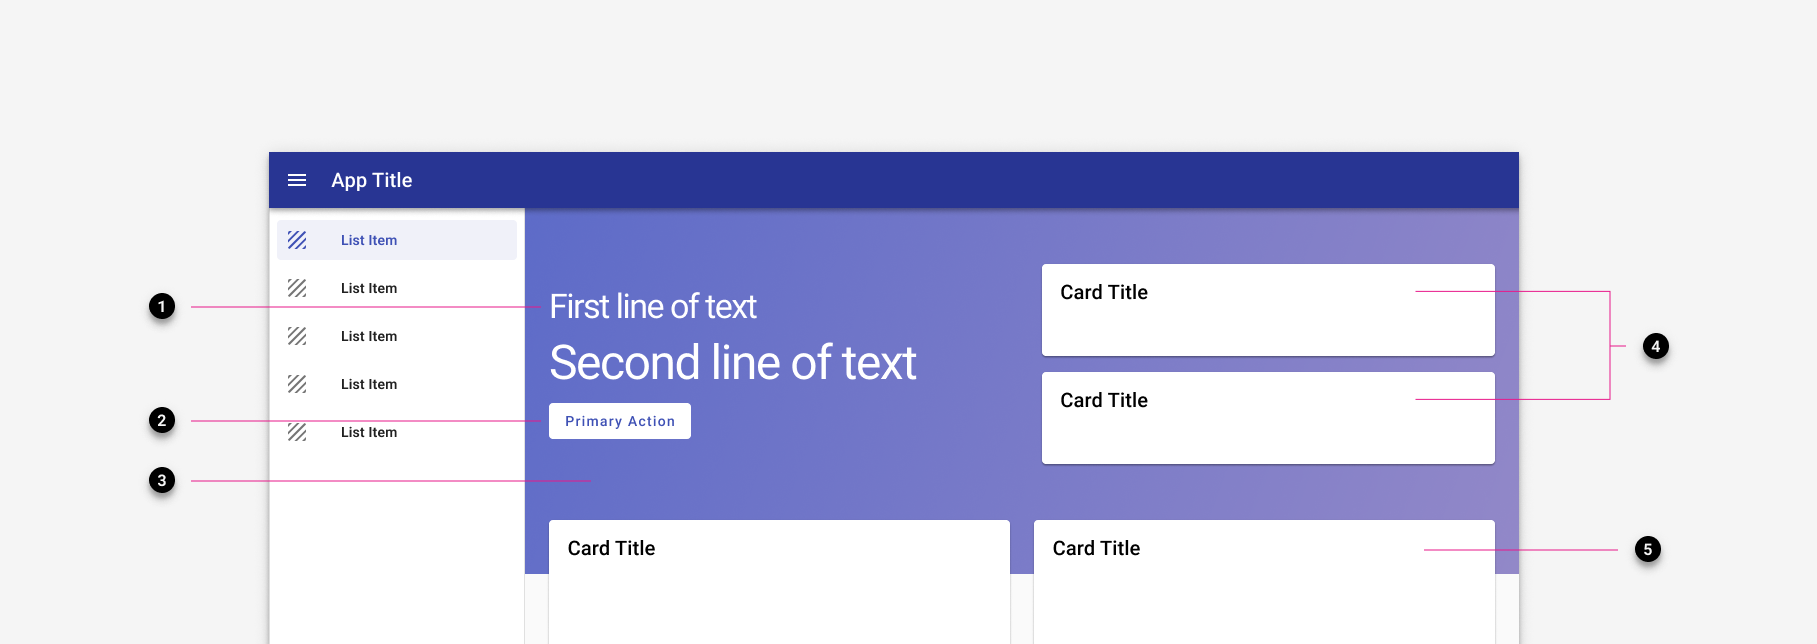 App Title
List Item
List Item
List Item
List Item
List Item
1
2
3
First line of text
Second line of text
Primary Action
Card Title
Card Title
4
Card Title
Card Title
5